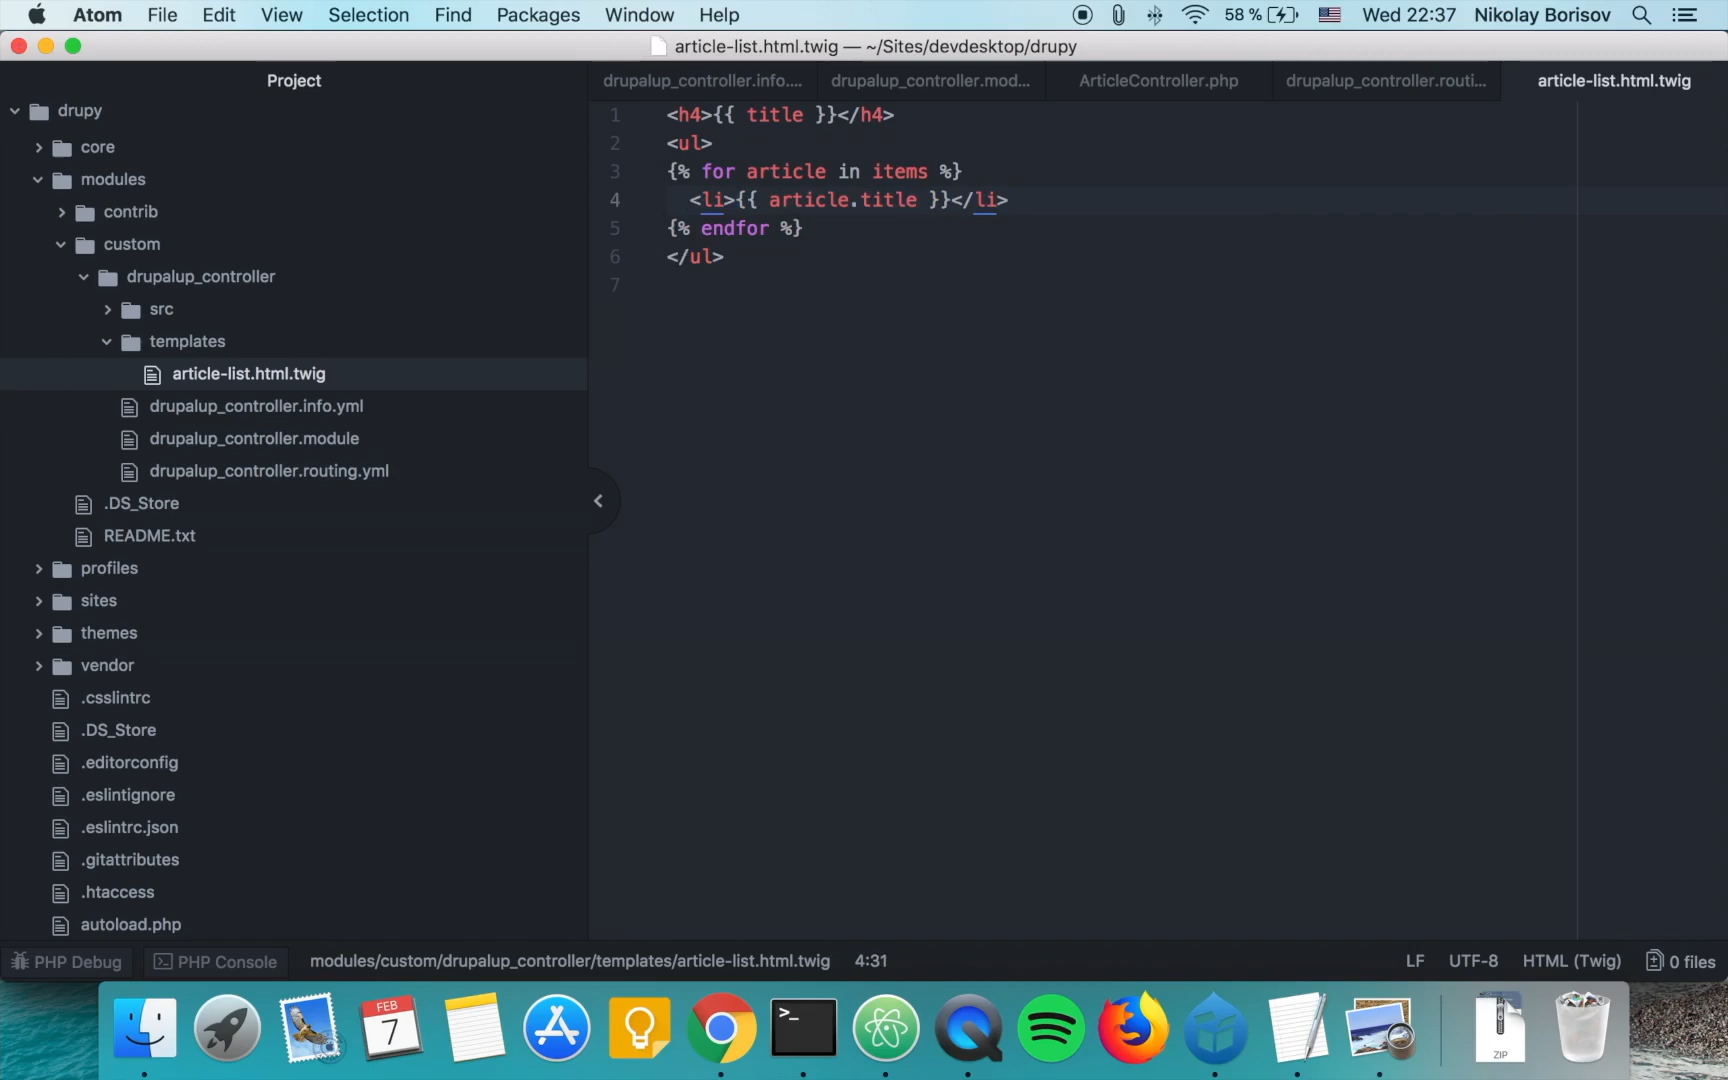 Atom File Edit View Selection Find Packages Window Help 58 % Wed 22:37 Nikolay Borisov
article-list.html.twig — ~/Sites/devdesktop/drupy
Project
drupalup_controller.info.... drupalup_controller.mod... ArticleController.php drupalup_controller.routi... article-list.html.twig
drupy
core
modules
contrib
custom
drupalup_controller
src
templates
article-list.html.twig
drupalup_controller.info.yml
drupalup_controller.module
drupalup_controller.routing.yml
.DS_Store
README.txt
profiles
sites
themes
vendor
.csslintrc
.DS_Store
.editorconfig
.eslintignore
.eslintrc.json
.gitattributes
.htaccess
autoload.php
1 <h4>{{ title }}</h4>
2 <ul>
3 {% for article in items %}
4 <li>{{ article.title }}</li>
5 {% endfor %}
6 </ul>
7
PHP Debug PHP Console modules/custom/drupalup_controller/templates/article-list.html.twig 4:31 LF UTF-8 HTML (Twig) 0 files
FEB
7
>_
ZIP